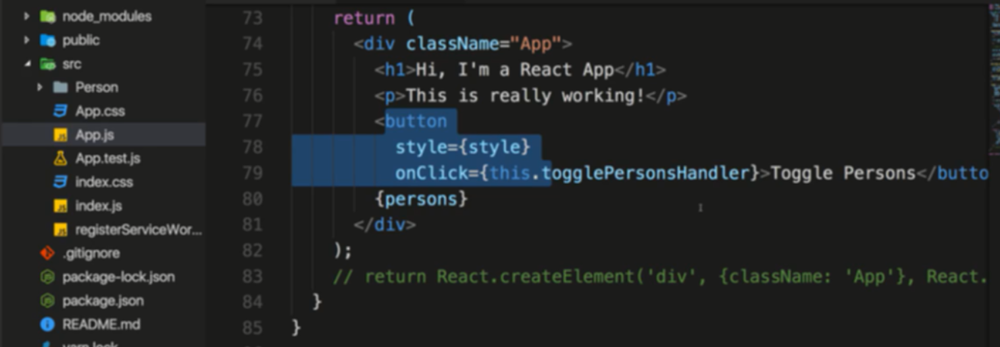 node_modules
public
src
Person
App.css
App.js
App.test.js
index.css
index.js
registerServiceWor...
.gitignore
package-lock.json
package.json
README.md
yarn.lock
73 return (
74 <div className="App">
75 <h1>Hi, I'm a React App</h1>
76 <p>This is really working!</p>
77 <button
78 style={style}
79 onClick={this.togglePersonsHandler}>Toggle Persons</butto
80 {persons}
81 </div>
82 );
83 // return React.createElement('div', {className: 'App'}, React.
84 }
85 }